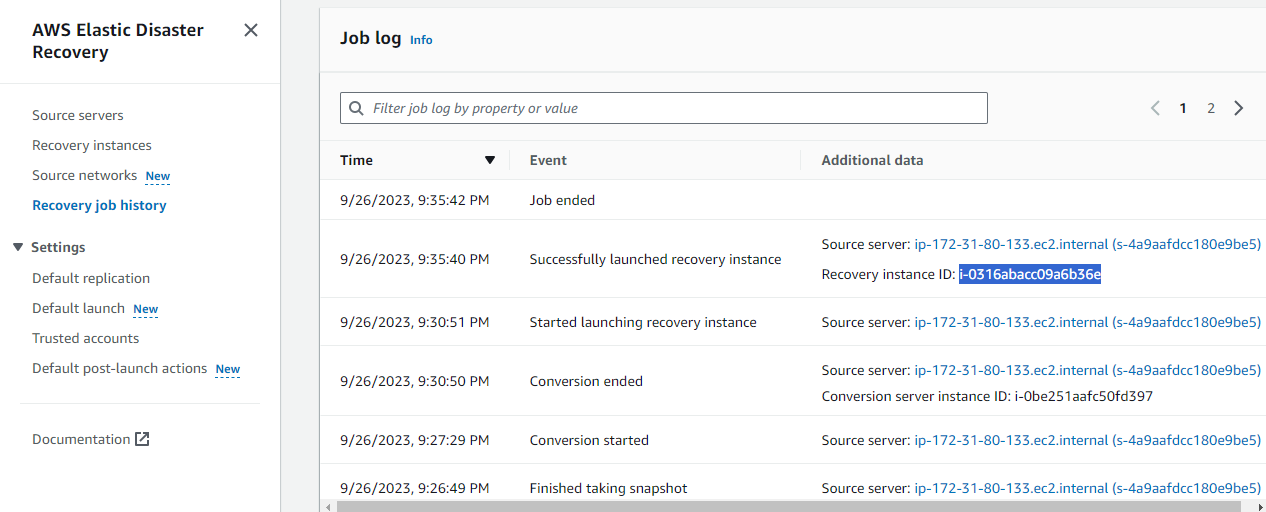 AWS Elastic Disaster
Recovery
Source servers
Recovery instances
Source networks New
Recovery job history
Settings
Default replication
Default launch New
Trusted accounts
Default post-launch actions New
Documentation
Job log Info
Filter job log by property or value
1 2
Time Event Additional data
9/26/2023, 9:35:42 PM Job ended
Source server: ip-172-31-80-133.ec2.internal (s-4a9aafdcc180e9be5)
9/26/2023, 9:35:40 PM Successfully launched recovery instance
Recovery instance ID: i-0316abacc09a6b36e
9/26/2023, 9:30:51 PM Started launching recovery instance Source server: ip-172-31-80-133.ec2.internal (s-4a9aafdcc180e9be5)
Source server: ip-172-31-80-133.ec2.internal (s-4a9aafdcc180e9be5)
9/26/2023, 9:30:50 PM Conversion ended
Conversion server instance ID: i-0be251aafc50fd397
9/26/2023, 9:27:29 PM Conversion started Source server: ip-172-31-80-133.ec2.internal (s-4a9aafdcc180e9be5)
9/26/2023, 9:26:49 PM Finished taking snapshot Source server: ip-172-31-80-133.ec2.internal (s-4a9aafdcc180e9be5)